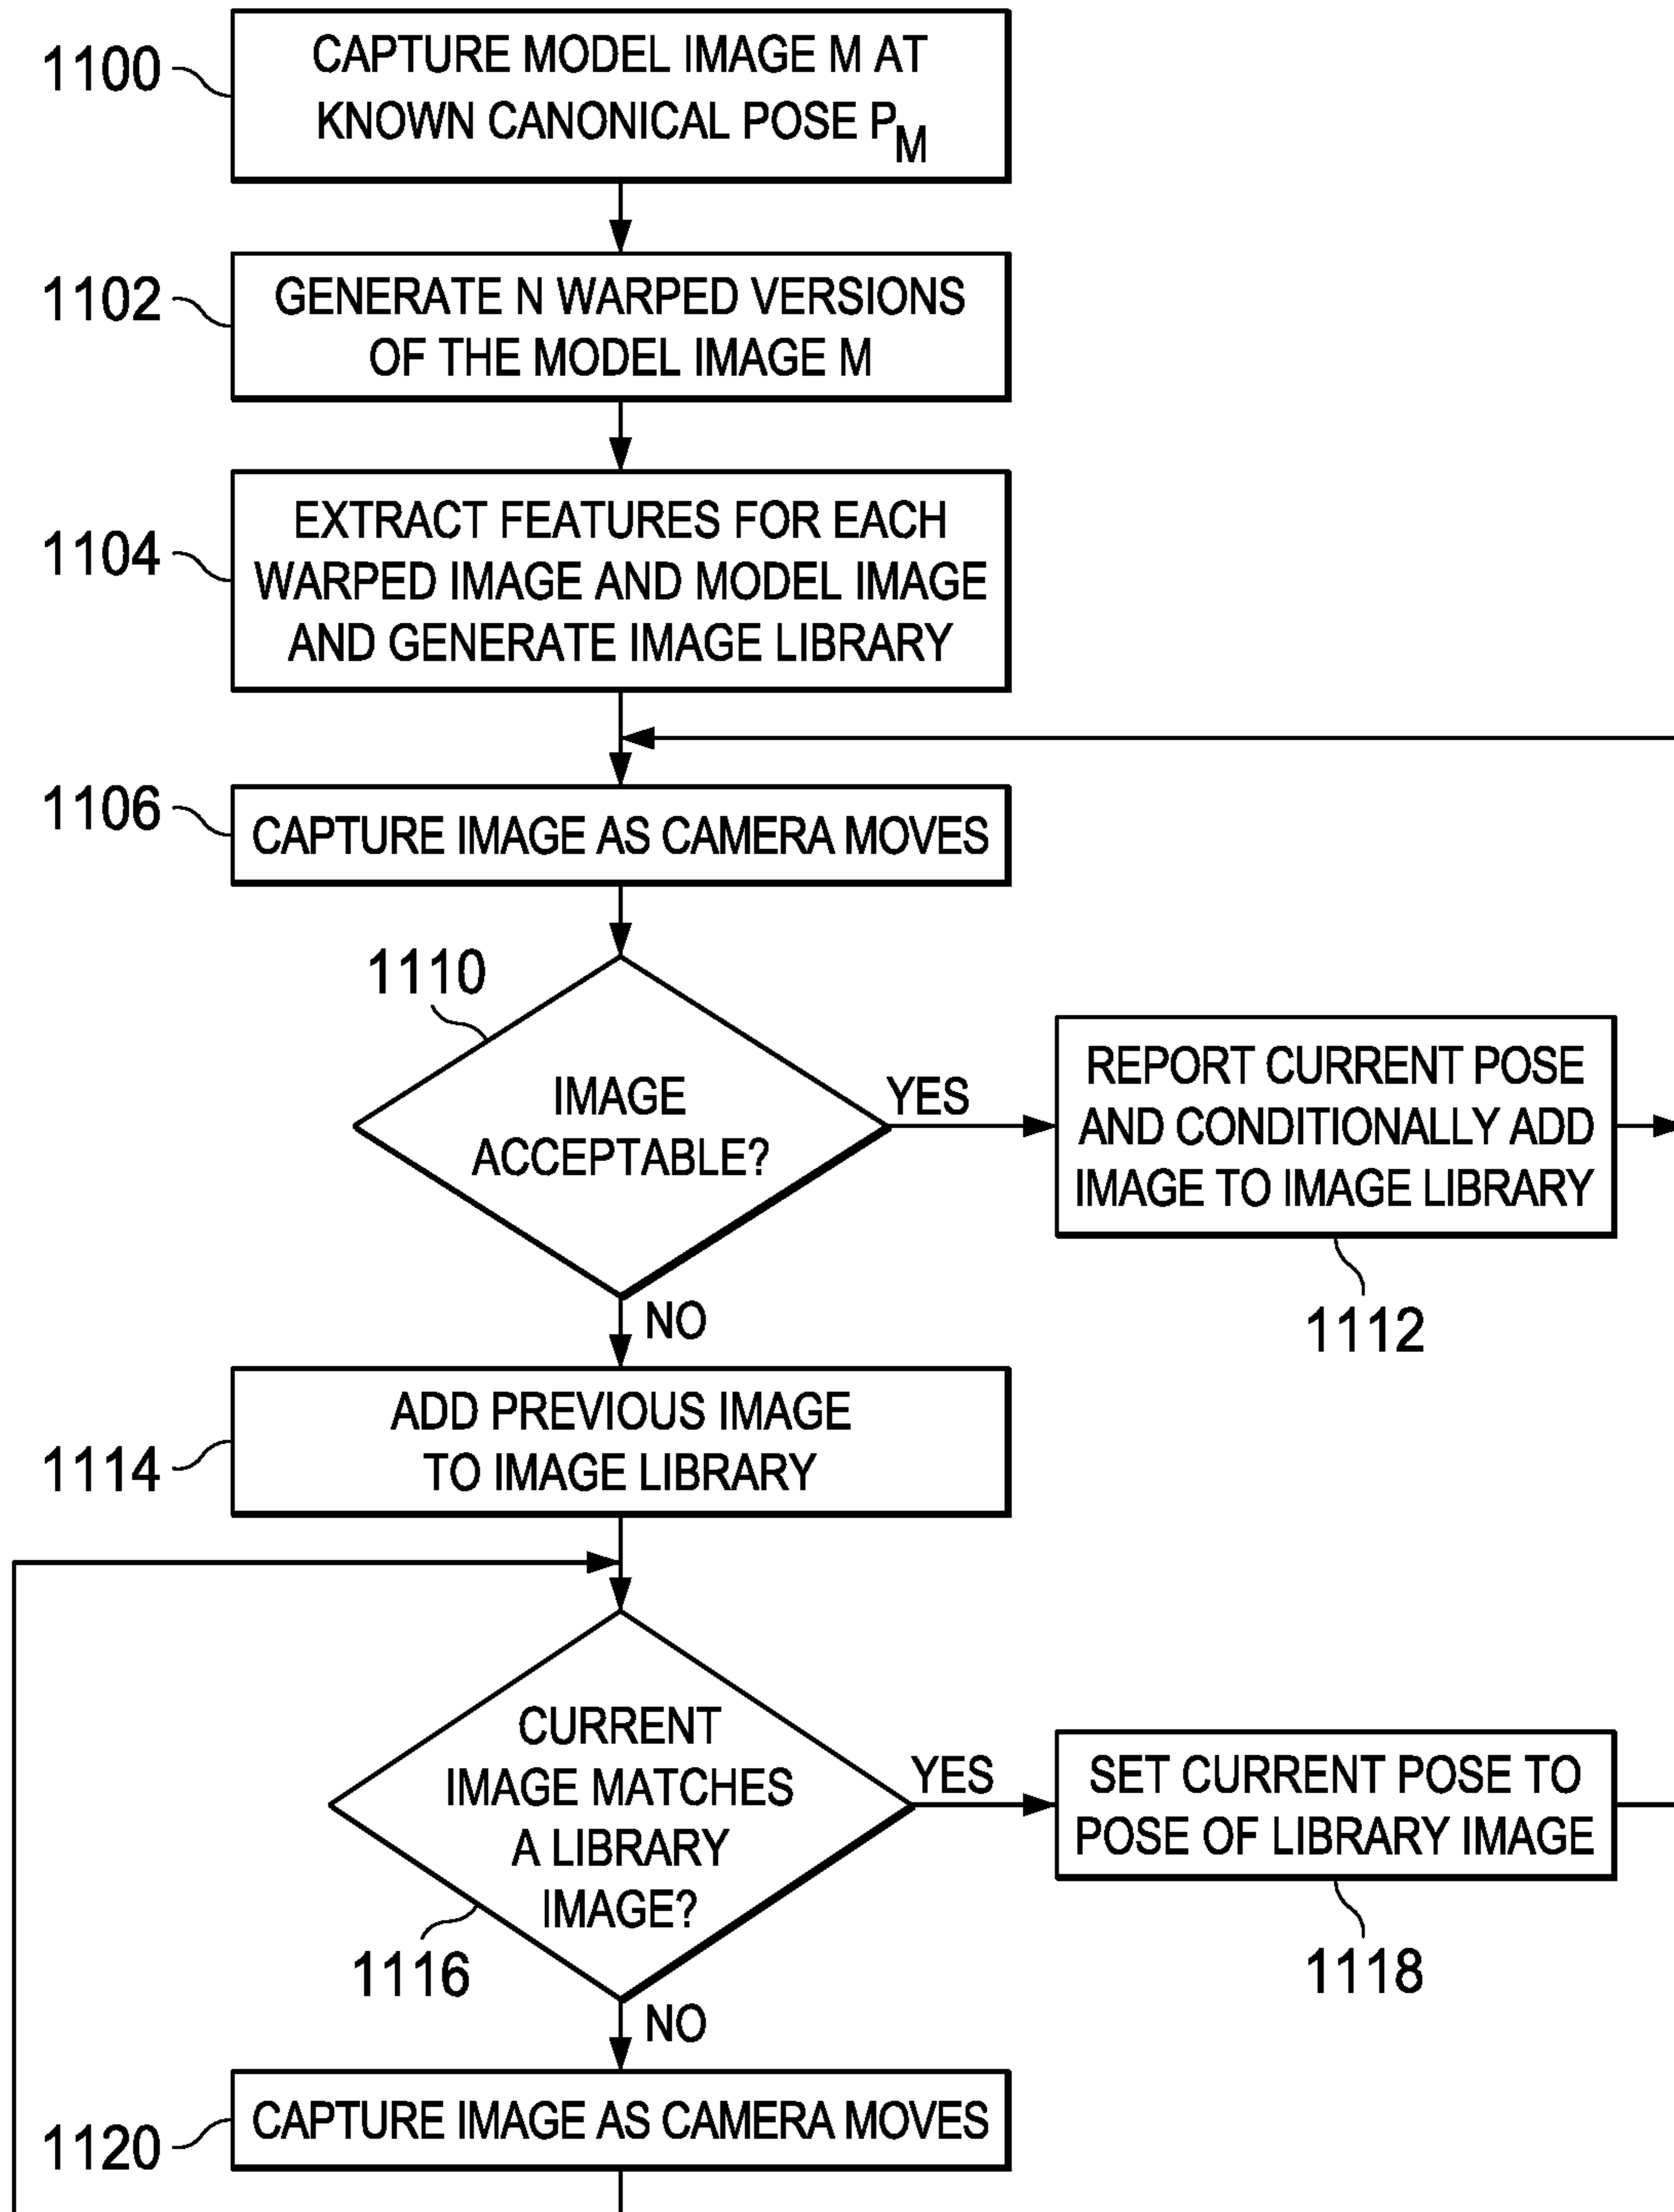 1100
CAPTURE MODEL IMAGE M AT
KNOWN CANONICAL POSE PM
1102
GENERATE N WARPED VERSIONS
OF THE MODEL IMAGE M
1104
EXTRACT FEATURES FOR EACH
WARPED IMAGE AND MODEL IMAGE
AND GENERATE IMAGE LIBRARY
1106
CAPTURE IMAGE AS CAMERA MOVES
1110
IMAGE
ACCEPTABLE?
YES
REPORT CURRENT POSE
AND CONDITIONALLY ADD
IMAGE TO IMAGE LIBRARY
1112
NO
1114
ADD PREVIOUS IMAGE
TO IMAGE LIBRARY
CURRENT
IMAGE MATCHES
A LIBRARY
IMAGE?
1116
YES
SET CURRENT POSE TO
POSE OF LIBRARY IMAGE
1118
NO
1120
CAPTURE IMAGE AS CAMERA MOVES